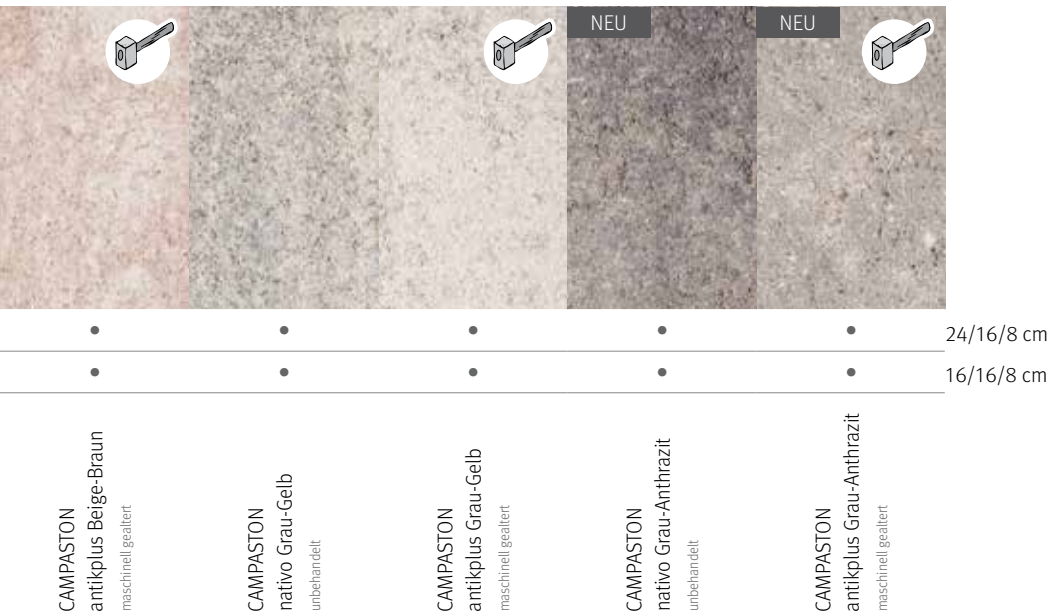 NEU
NEU
• • • • • 24/16/8 cm
• • • • • 16/16/8 cm
CAMPASTON
antikplus Beige-Braun
maschinell gealtert
CAMPASTON
nativo Grau-Gelb
unbehandelt
CAMPASTON
antikplus Grau-Gelb
maschinell gealtert
CAMPASTON
nativo Grau-Anthrazit
unbehandelt
CAMPASTON
antikplus Grau-Anthrazit
maschinell gealtert